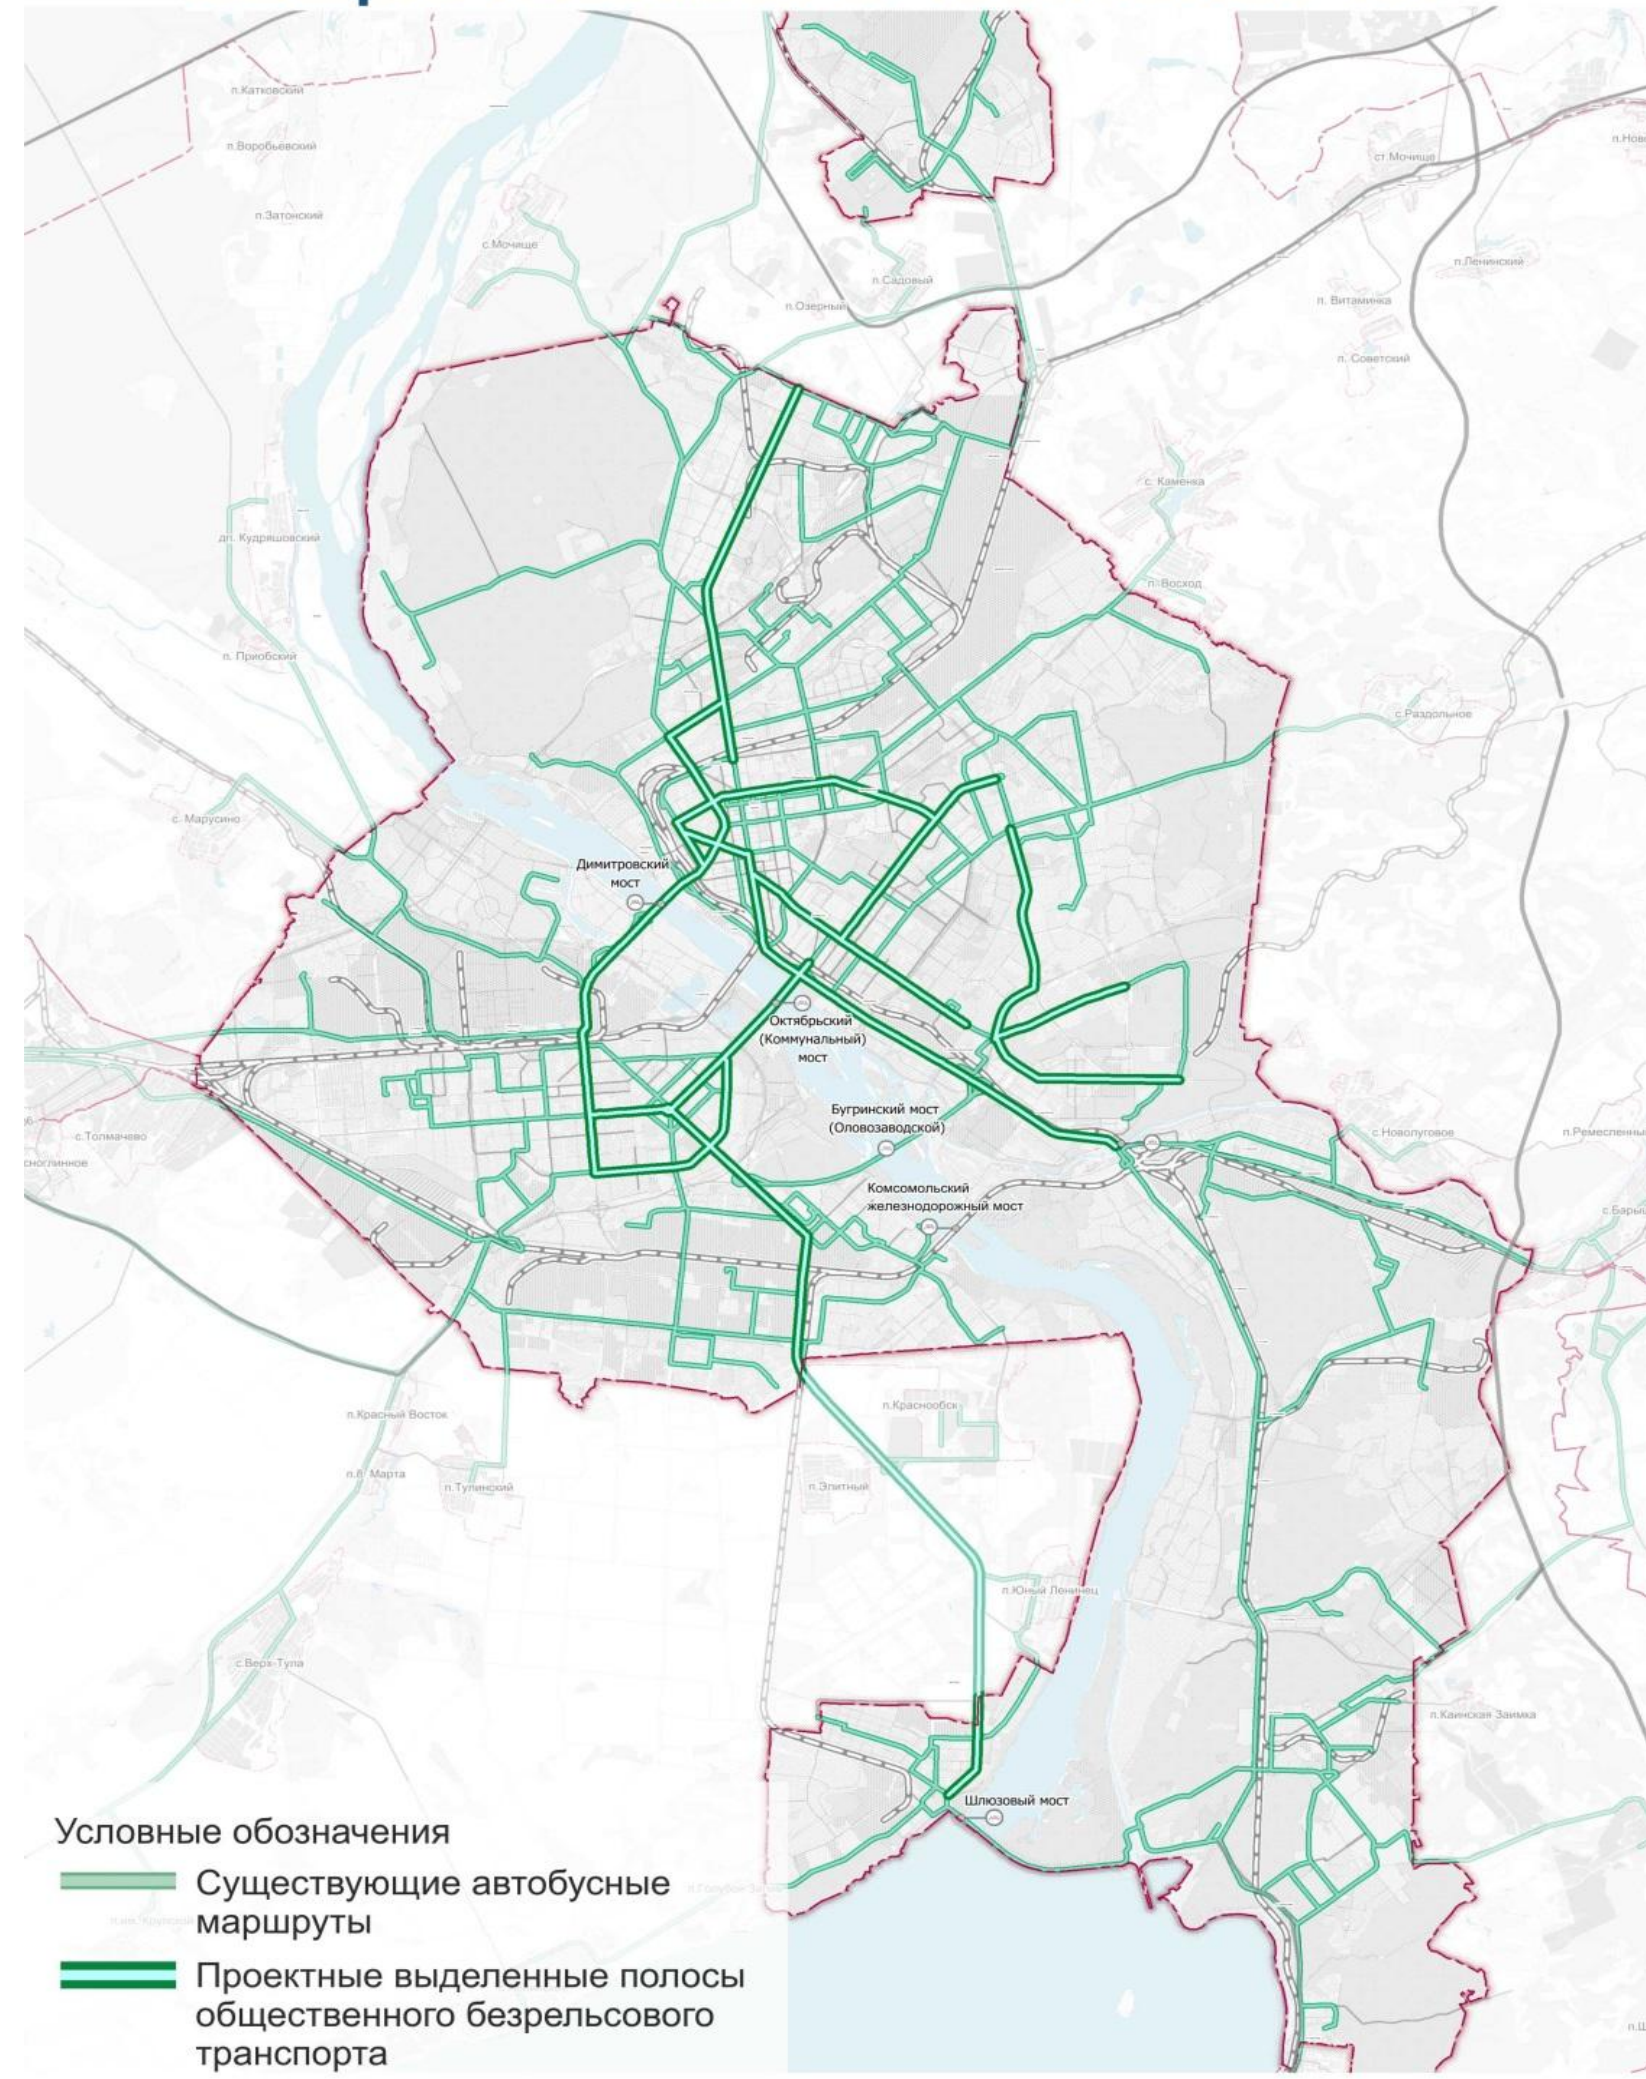 п.Катковский
п.Воробьёвский
ст.Мочище
п.Затонский
с.Мочище
п.Ленинский
п.Садовый
п.Озерный
п. Витаминка
п. Советский
с. Каменка
дп. Кудряшовский
п. Восход
п. Приобский
с.Раздольное
с. Марусино
Димитровский
мост
Октябрьский
(Коммунальный)
мост
Бугринский мост
(Оловозаводской)
с.Толмачево
с.Новолуговое
Комсомольский
железнодорожный мост
п.Краснообск
п.Красный Восток
п.8 Марта
п.Тулинский
п.Элитный
п.Юный Ленинец
с.Верх-Тула
п.Каинская Заимка
Шлюзовый мост
Условные обозначения
Существующие автобусные
маршруты
Проектные выделенные полосы
общественного безрельсового
транспорта